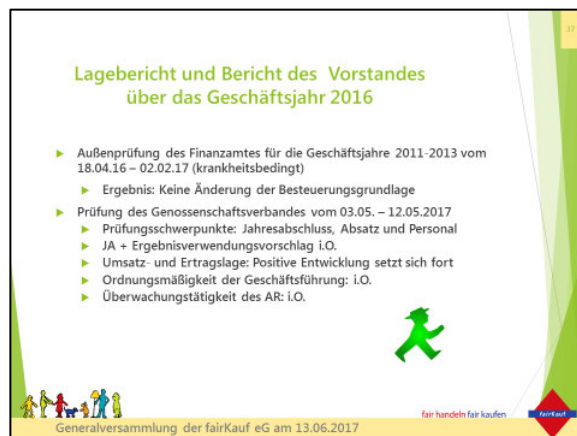 37
Lagebericht und Bericht des Vorstandes
über das Geschäftsjahr 2016
Außenprüfung des Finanzamtes für die Geschäftsjahre 2011-2013 vom
18.04.16 – 02.02.17 (krankheitsbedingt)
Ergebnis: Keine Änderung der Besteuerungsgrundlage
Prüfung des Genossenschaftsverbandes vom 03.05. – 12.05.2017
Prüfungsschwerpunkte: Jahresabschluss, Absatz und Personal
JA + Ergebnisverwendungsvorschlag i.O.
Umsatz- und Ertragslage: Positive Entwicklung setzt sich fort
Ordnungsmäßigkeit der Geschäftsführung: i.O.
Überwachungstätigkeit des AR: i.O.
fair handeln fair kaufen
fairKauf
Generalversammlung der fairKauf eG am 13.06.2017